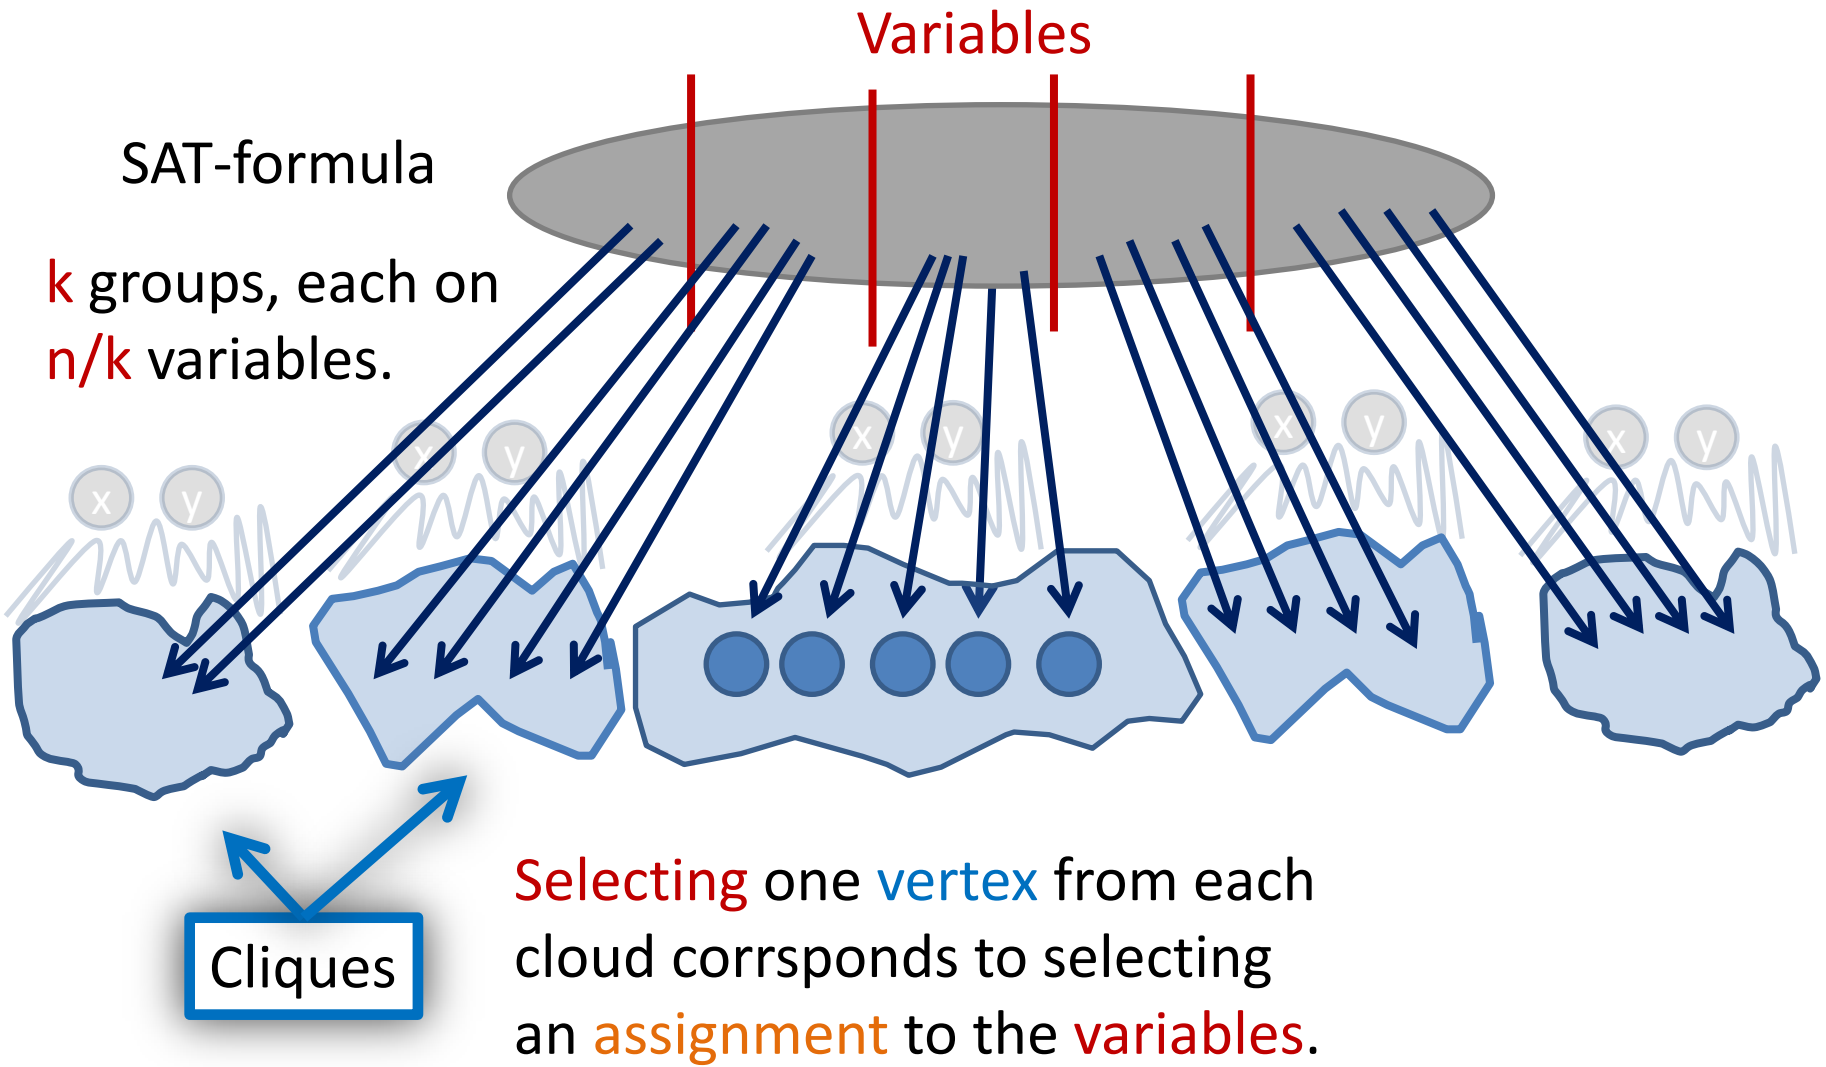 Variables
SAT-formula
k groups, each on
n/k variables.
x y
x y
x y
x y
x y
Cliques
Selecting one vertex from each
cloud corrsponds to selecting
an assignment to the variables.